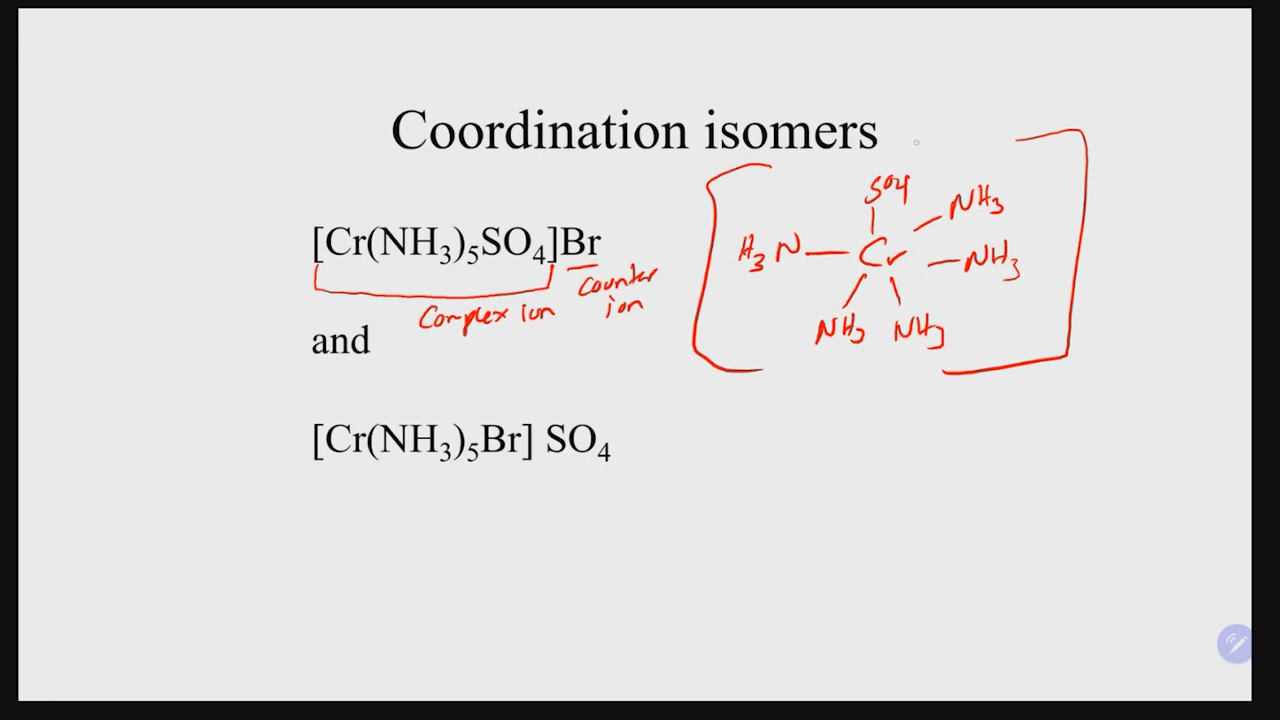 Coordination isomers
[Cr(NH₃)₅SO₄]Br
Complex ion
Counter
ion
and
[Cr(NH₃)₅Br] SO₄
SO4
NH3
H3N Cr NH3
NH3 NH3